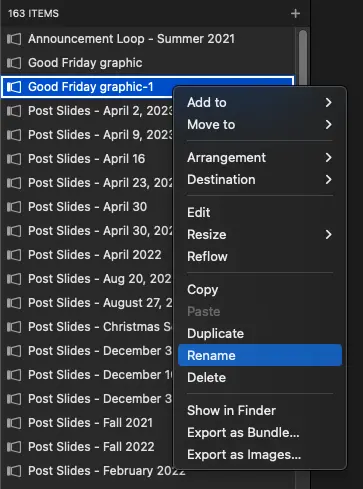 163 ITEMS +
Announcement Loop - Summer 2021
Good Friday graphic
Good Friday graphic-1
Post Slides - April 2, 2023
Post Slides - April 9, 2023
Post Slides - April 16
Post Slides - April 23, 202
Post Slides - April 30
Post Slides - April 30, 202
Post Slides - April 2022
Post Slides - Aug 20, 202
Post Slides - August 27, 2
Post Slides - Christmas S
Post Slides - December 3
Post Slides - December 10
Post Slides - December 3
Post Slides - Fall 2021
Post Slides - Fall 2022
Post Slides - February 2022
Add to
Move to
Arrangement
Destination
Edit
Resize
Reflow
Copy
Paste
Duplicate
Rename
Delete
Show in Finder
Export as Bundle...
Export as Images...